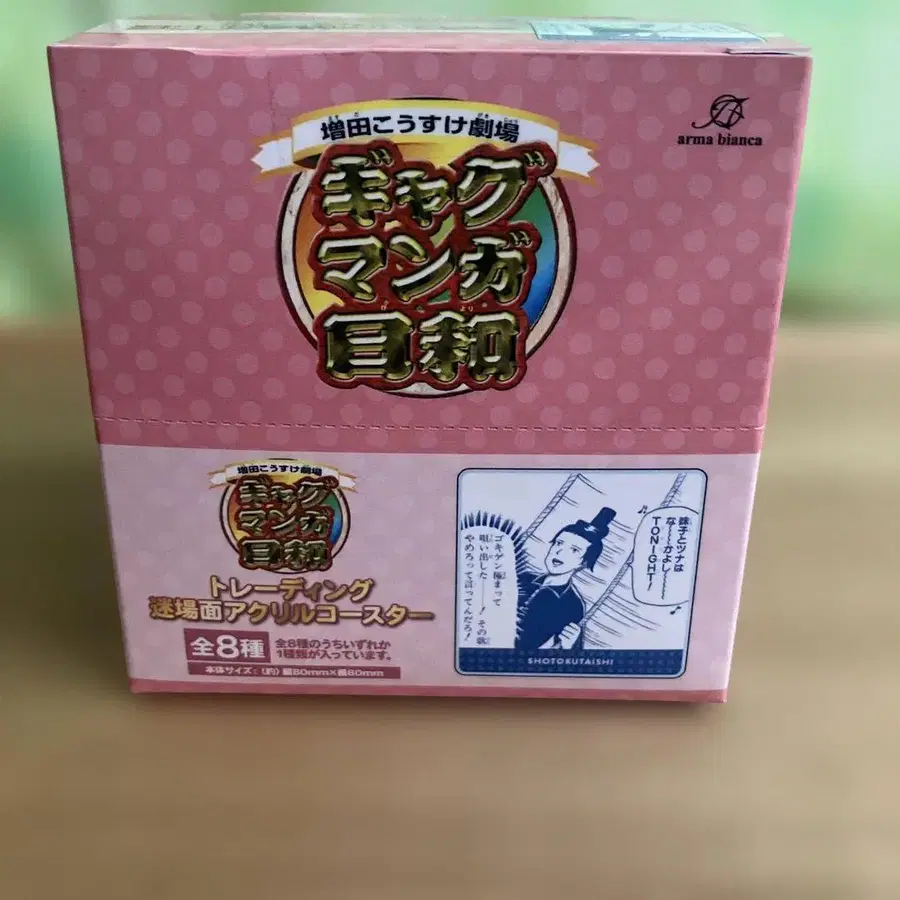 増田こうすけ劇場
ギャグ
マンガ
日和
arma bianca
増田こうすけ劇場
ギャグ
マンガ
日和
トレーディング
迷場面アクリルコースター
全8種
全8種のうちいずれか
1種類が入っています。
本体サイズ：（約）縦80mm×横80mm
妹子とツナは
な〜〜かよし〜〜
TONIGHT！
ゴキゲン極まって
唄い出した――！その歌
やめろって言ってんだろ！
SHOTOKUTAISHI